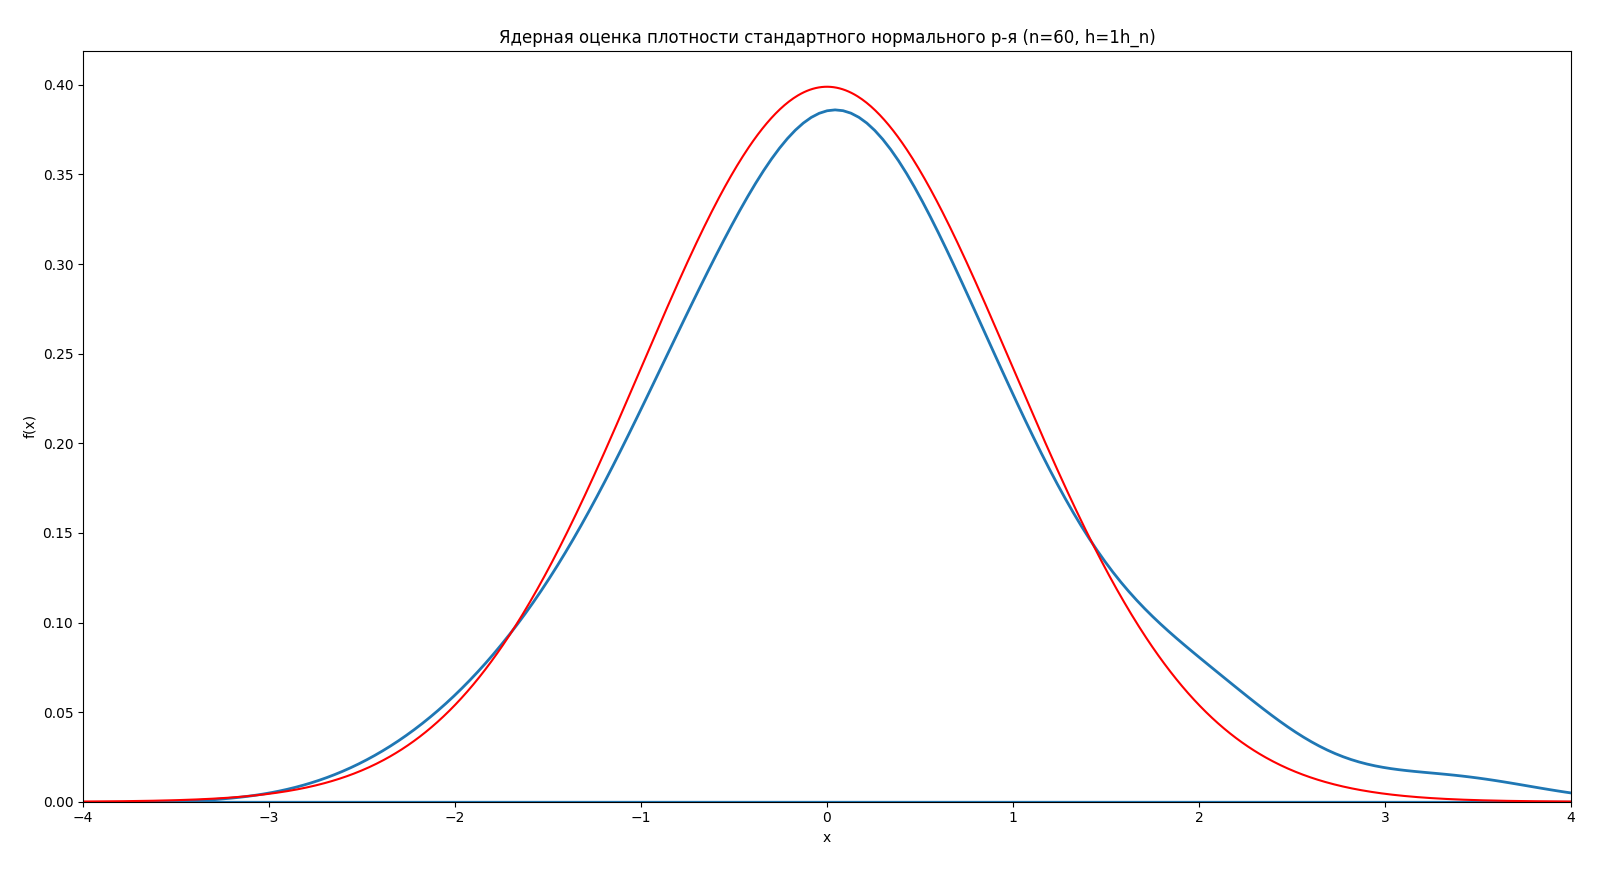 Ядерная оценка плотности стандартного нормального р-я (n=60, h=1h_n)
0.40
0.35
0.30
0.25
0.20
0.15
0.10
0.05
0.00
f(x)
−4 −3 −2 −1 0 1 2 3 4
x